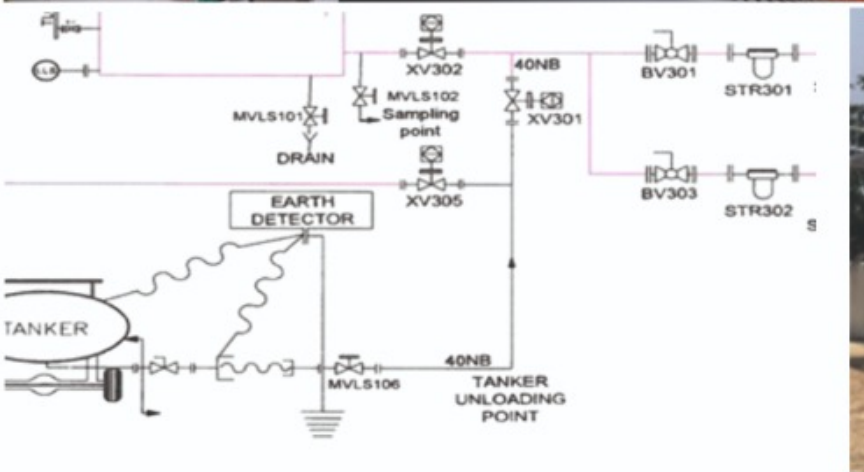 XV302
40NB
BV301
STR301
MVLS102
MVLS101
Sampling
point
XV301
DRAIN
EARTH
DETECTOR
XV305
BV303
STR302
TANKER
MVLS106
40NB
TANKER
UNLOADING
POINT